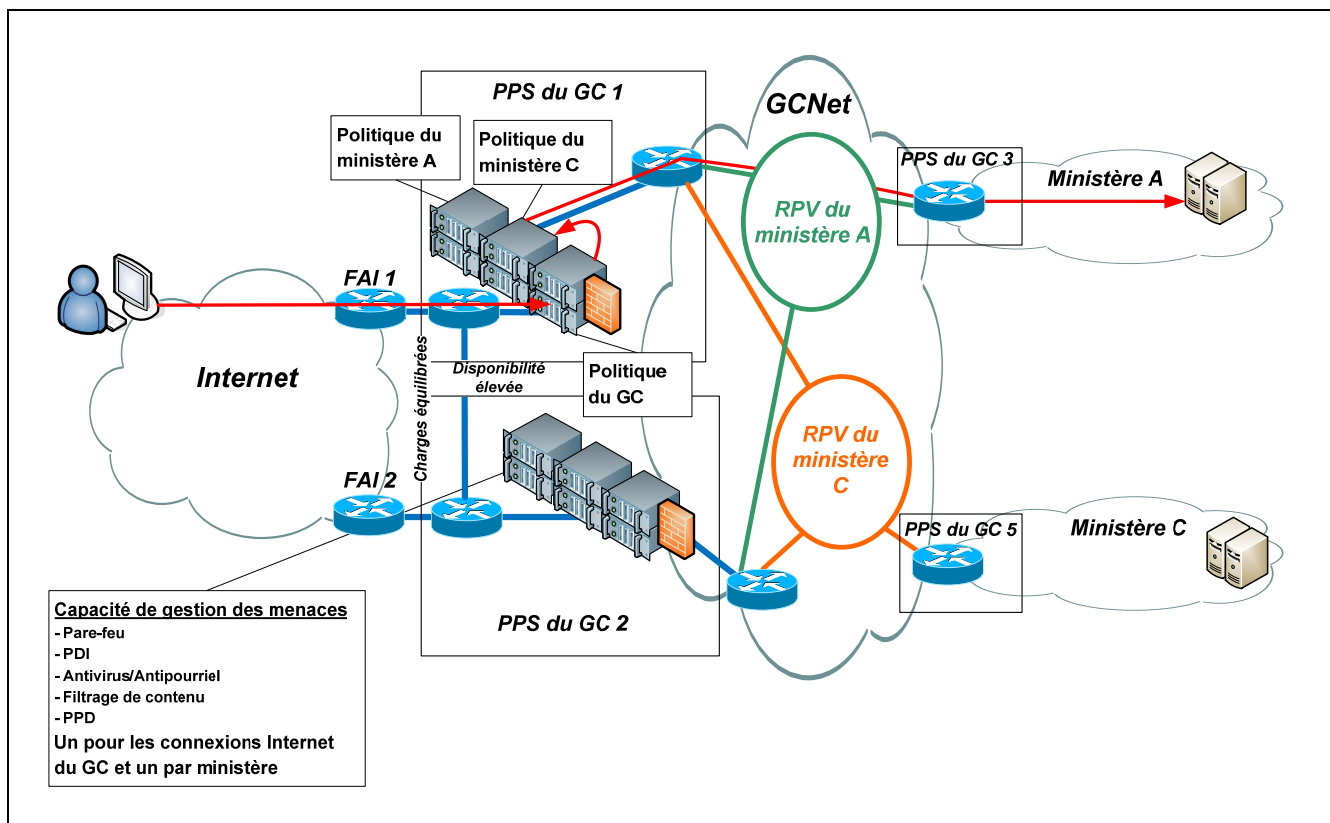 PPS du GC 1
GCNet
Politique du
ministère A
Politique du
ministère C
PPS du GC 3
Ministère A
RPV du
ministère A
FAI 1
Internet
Charges équilibrées
Disponibilité
élevée
Politique
du GC
RPV du
ministère
C
FAI 2
PPS du GC 5
Ministère C
PPS du GC 2
Capacité de gestion des menaces
- Pare-feu
- PDI
- Antivirus/Antipourriel
- Filtrage de contenu
- PPD
Un pour les connexions Internet
du GC et un par ministère